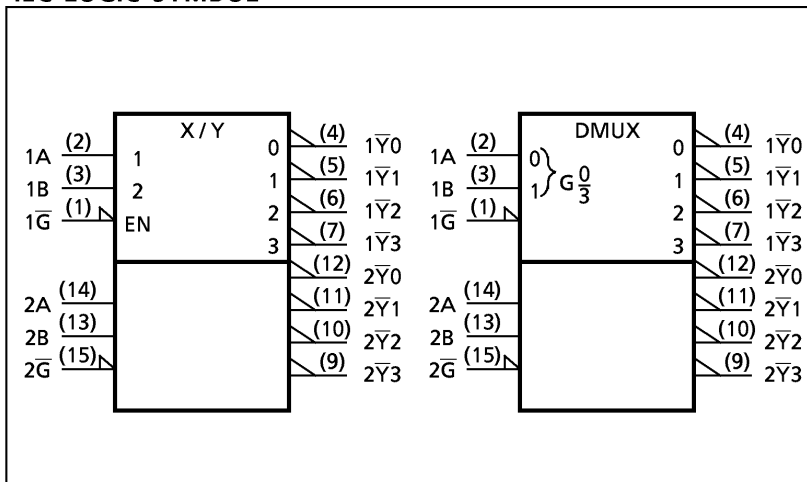 IEC LOGIC SYMBOL
X / Y
1A (2) 1 0 (4) 1Y̅0
1B (3) 2 1 (5) 1Y̅1
1G̅ (1) EN 2 (6) 1Y̅2
3 (7) 1Y̅3
(12) 2Y̅0
2A (14) (11) 2Y̅1
2B (13) (10) 2Y̅2
2G̅ (15) (9) 2Y̅3
DMUX
1A (2) 0 } G 0/3 0 (4) 1Y̅0
1B (3) 1 1 (5) 1Y̅1
1G̅ (1) 2 (6) 1Y̅2
3 (7) 1Y̅3
(12) 2Y̅0
2A (14) (11) 2Y̅1
2B (13) (10) 2Y̅2
2G̅ (15) (9) 2Y̅3